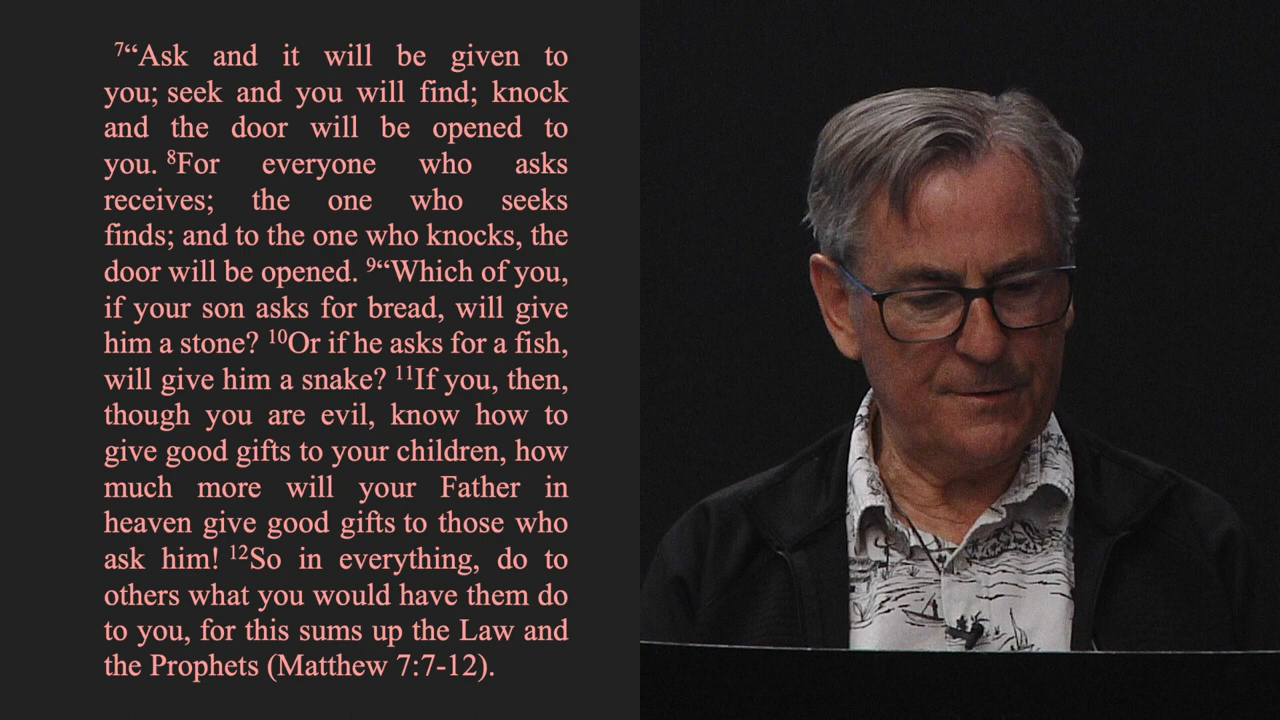 ⁷“Ask and it will be given to
you; seek and you will find; knock
and the door will be opened to
you. ⁸For everyone who asks
receives; the one who seeks
finds; and to the one who knocks, the
door will be opened. ⁹“Which of you,
if your son asks for bread, will give
him a stone? ¹⁰Or if he asks for a fish,
will give him a snake? ¹¹If you, then,
though you are evil, know how to
give good gifts to your children, how
much more will your Father in
heaven give good gifts to those who
ask him! ¹²So in everything, do to
others what you would have them do
to you, for this sums up the Law and
the Prophets (Matthew 7:7-12).